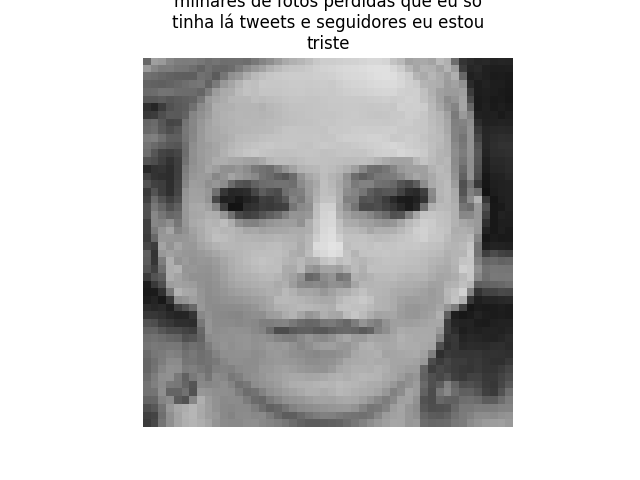 milhares de fotos perdidas que eu só
tinha lá tweets e seguidores eu estou
triste